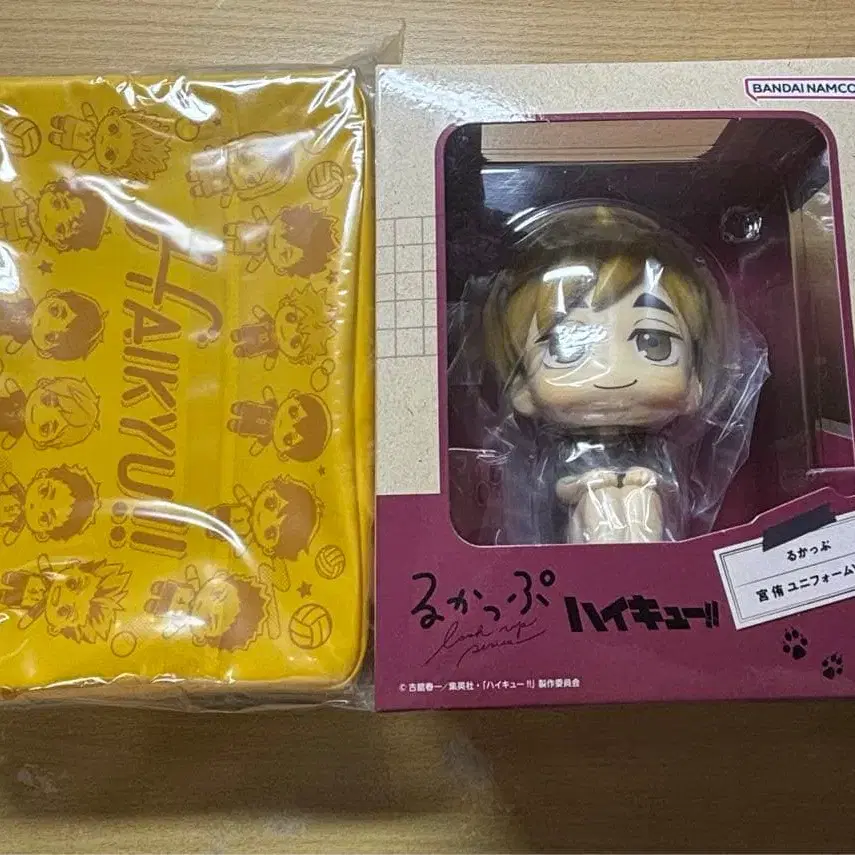 HAIKYU!!
BANDAI NAMCO
るかっぷ
宮 侑 ユニフォームV
るかっぷ
look up
series
ハイキュー!!
© 古舘春一／集英社・「ハイキュー!!」製作委員会